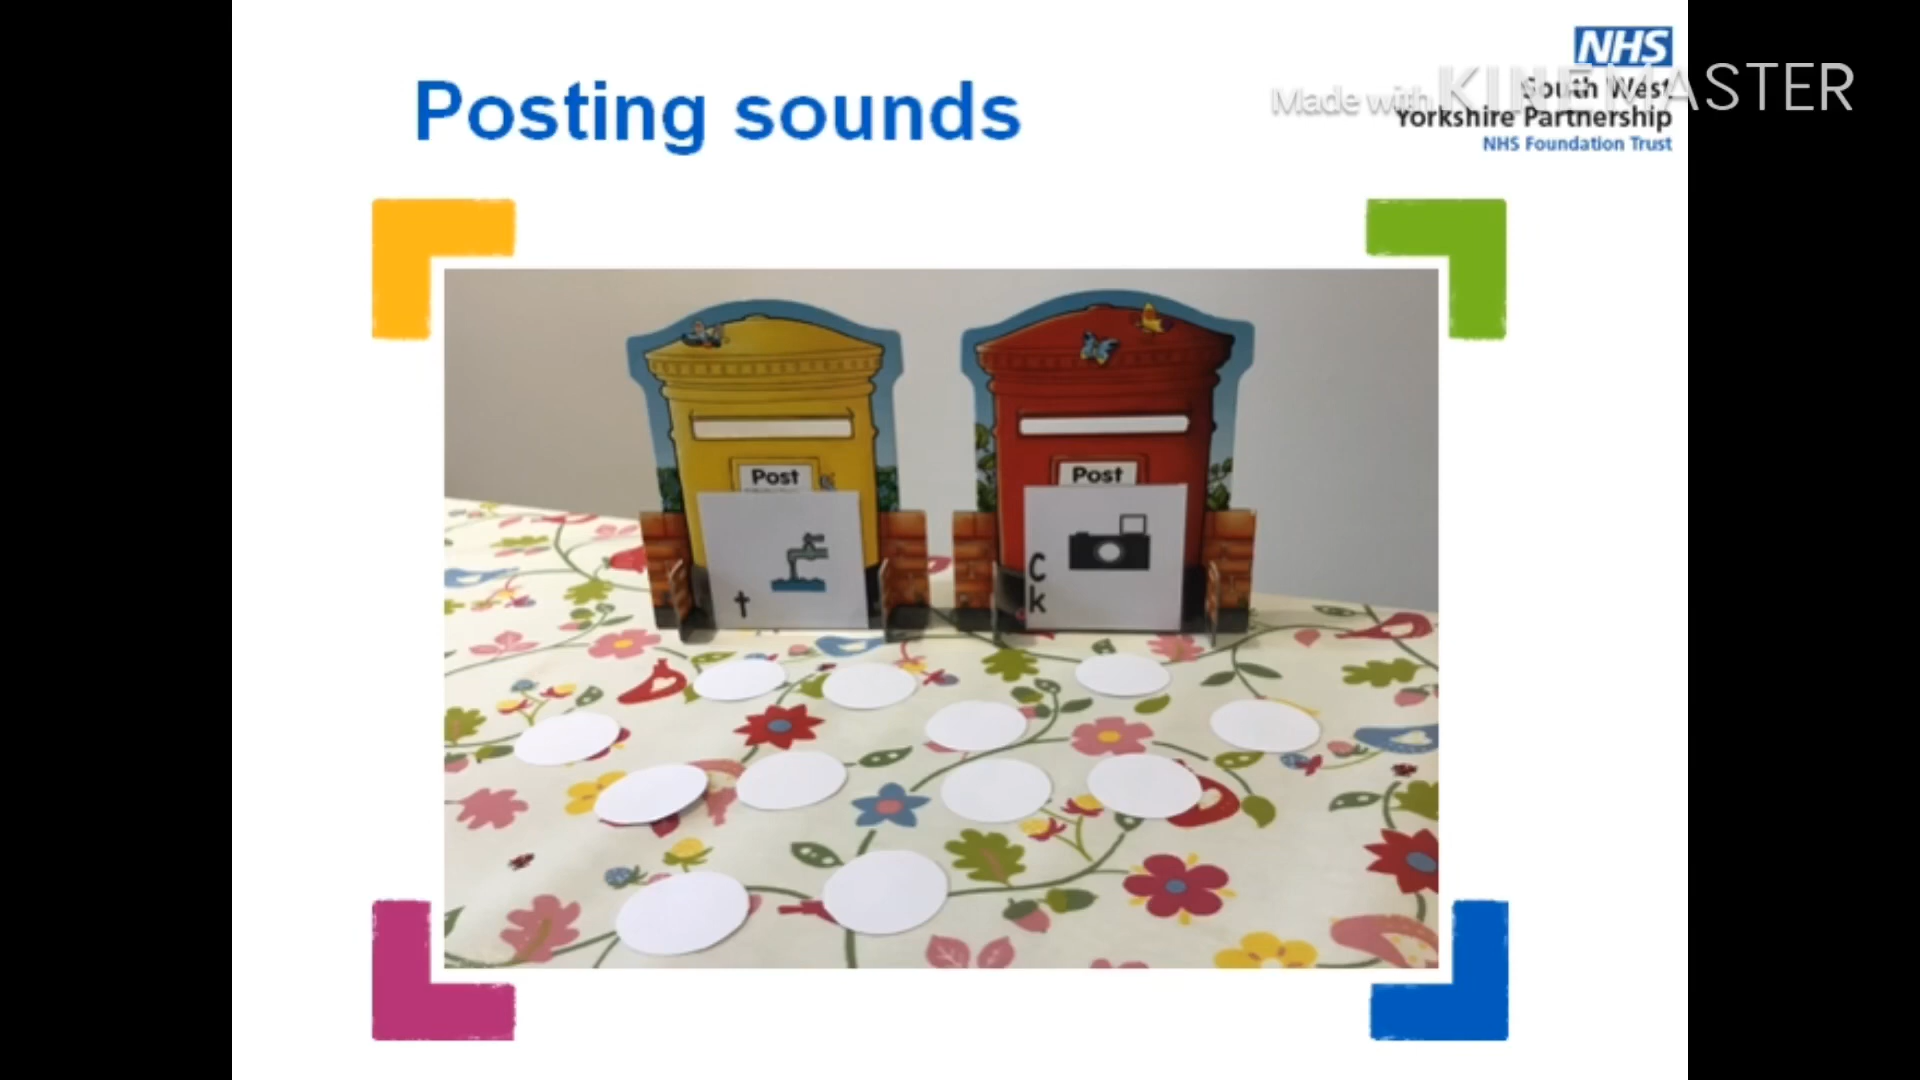 Posting sounds
NHS
Made with KINEMASTER
South West
Yorkshire Partnership
NHS Foundation Trust
Post
Post
t
C
k